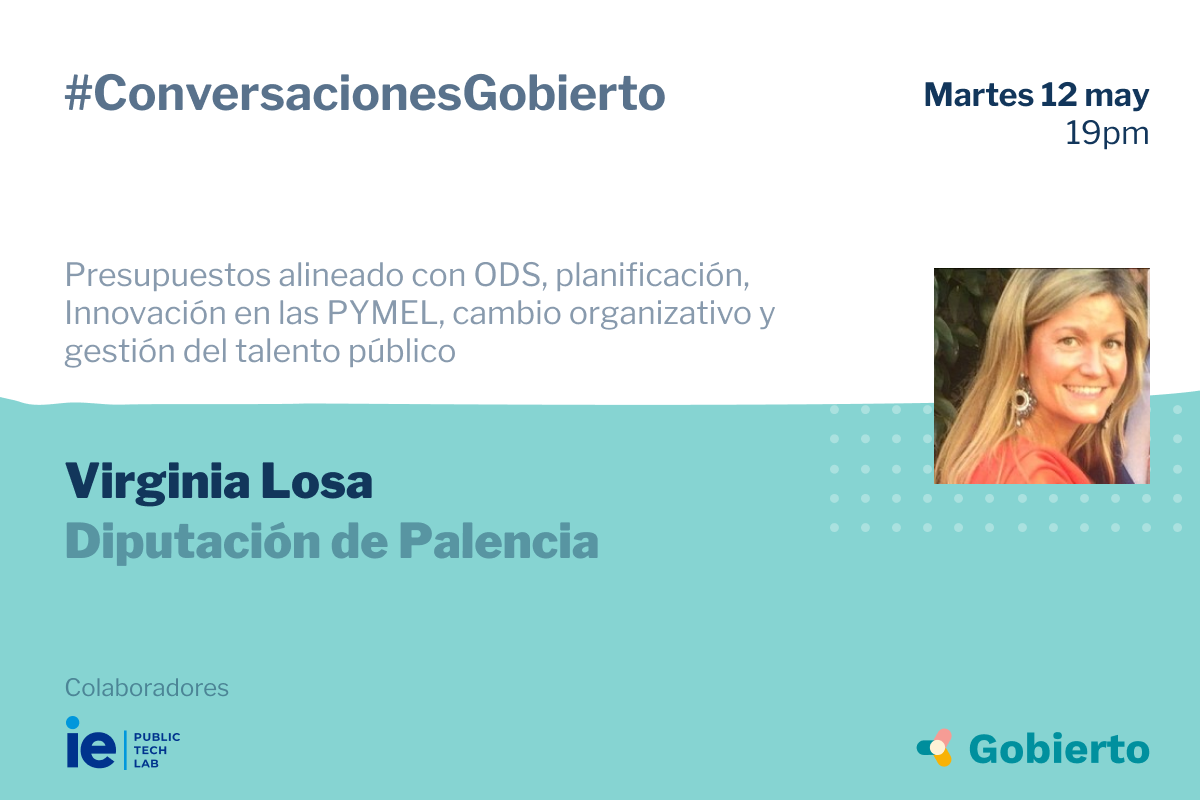 #ConversacionesGobierto
Martes 12 may
19pm
Presupuestos alineado con ODS, planificación,
Innovación en las PYMEL, cambio organizativo y
gestión del talento público
Virginia Losa
Diputación de Palencia
Colaboradores
ie PUBLIC
TECH
LAB
Gobierto